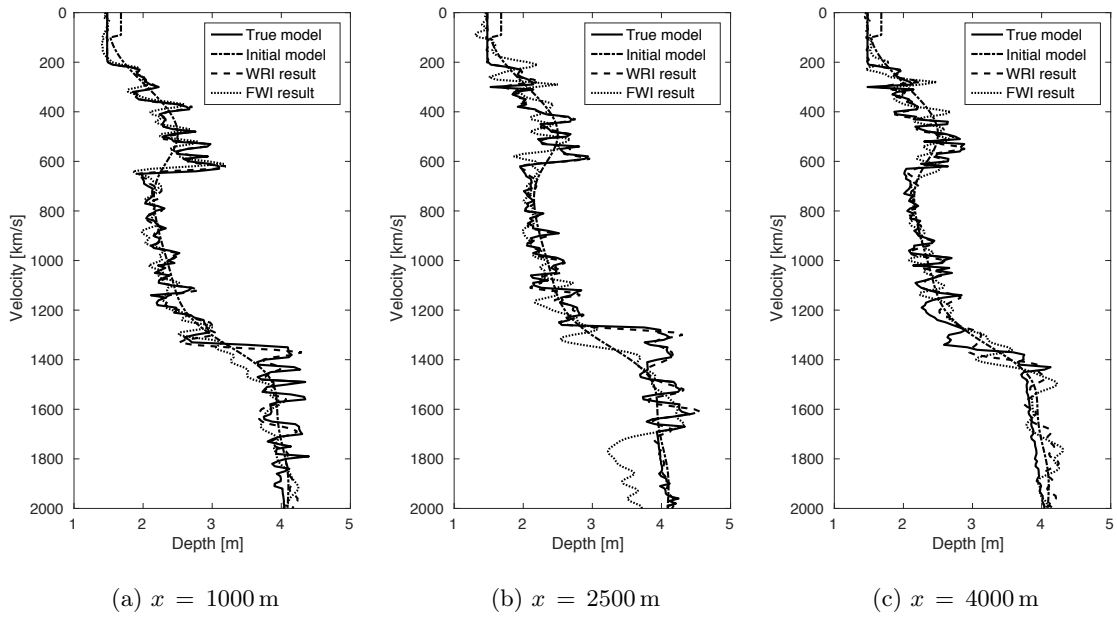 0
200
400
600
800
1000
1200
1400
1600
1800
2000
Velocity [km/s]
1 2 3 4 5
Depth [m]
True model
Initial model
WRI result
FWI result
(a) x = 1000 m
0
200
400
600
800
1000
1200
1400
1600
1800
2000
Velocity [km/s]
1 2 3 4 5
Depth [m]
True model
Initial model
WRI result
FWI result
(b) x = 2500 m
0
200
400
600
800
1000
1200
1400
1600
1800
2000
Velocity [km/s]
1 2 3 4 5
Depth [m]
True model
Initial model
WRI result
FWI result
(c) x = 4000 m